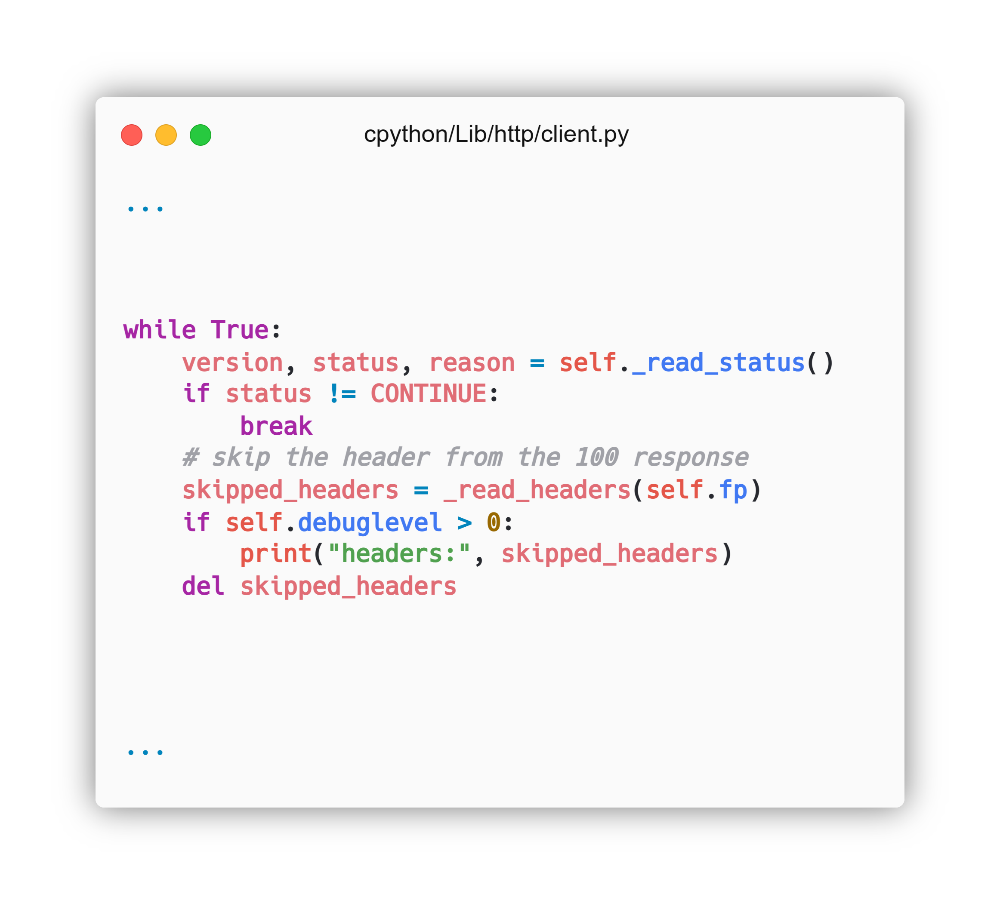 cpython/Lib/http/client.py
...
while True:
    version, status, reason = self._read_status()
    if status != CONTINUE:
        break
    # skip the header from the 100 response
    skipped_headers = _read_headers(self.fp)
    if self.debuglevel > 0:
        print("headers:", skipped_headers)
    del skipped_headers
...